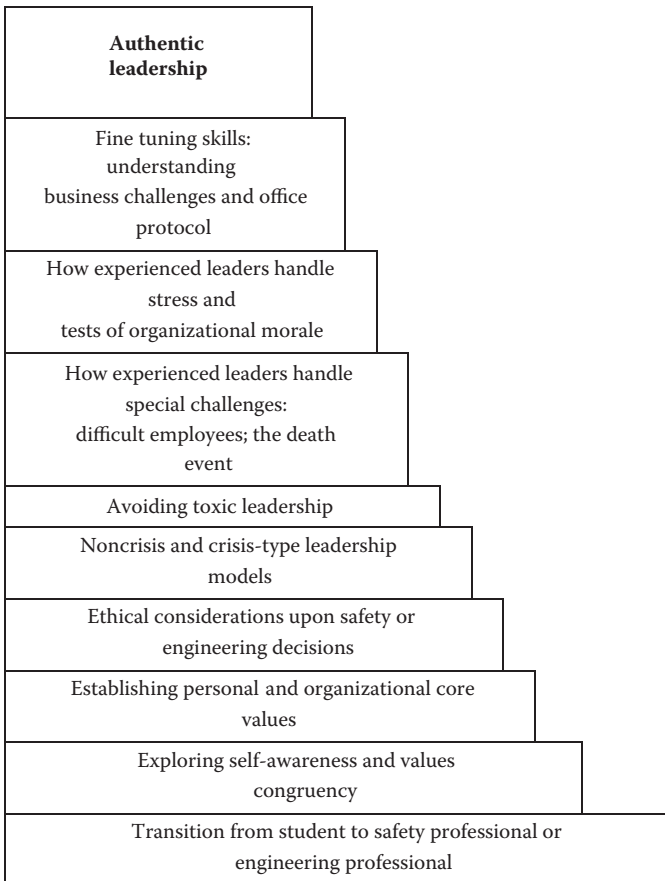 Authentic
leadership
Fine tuning skills:
understanding
business challenges and office
protocol
How experienced leaders handle
stress and
tests of organizational morale
How experienced leaders handle
special challenges:
difficult employees; the death
event
Avoiding toxic leadership
Noncrisis and crisis-type leadership
models
Ethical considerations upon safety or
engineering decisions
Establishing personal and organizational core
values
Exploring self-awareness and values
congruency
Transition from student to safety professional or
engineering professional